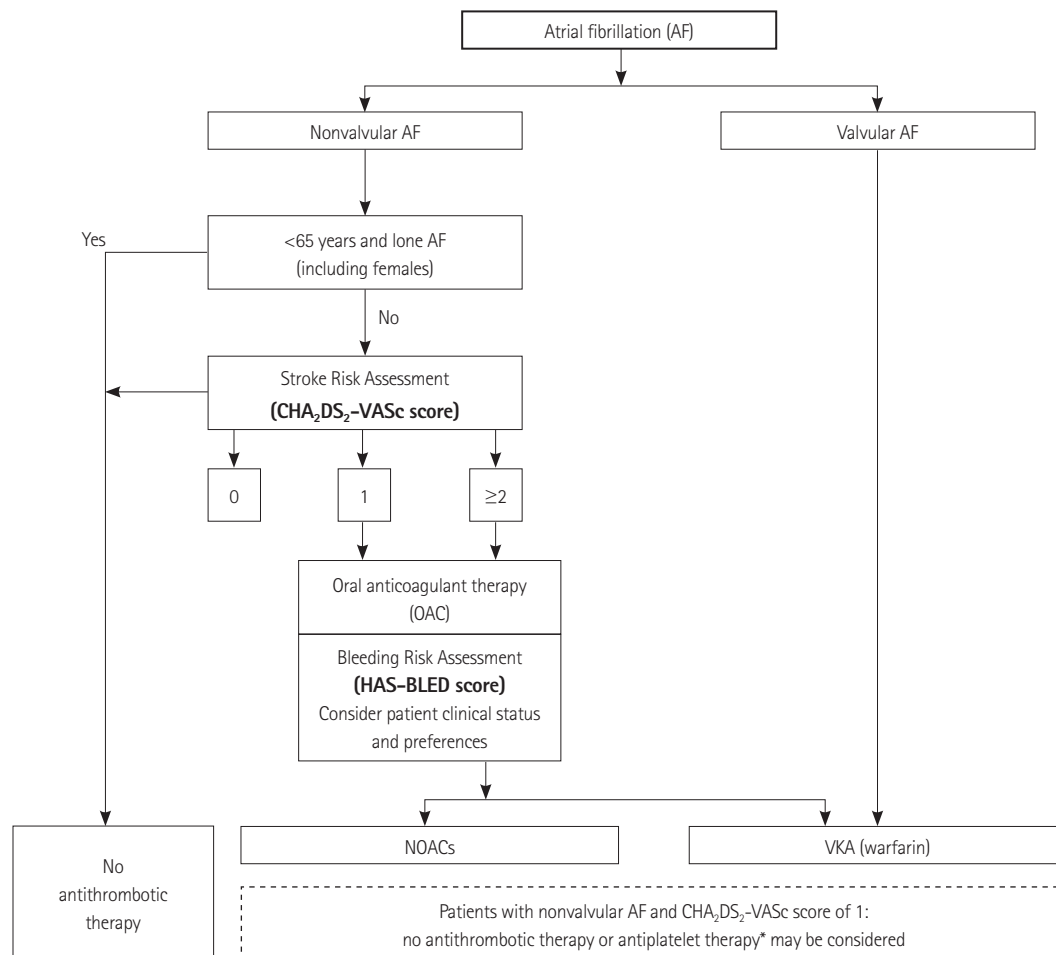 Atrial fibrillation (AF)
Nonvalvular AF
Valvular AF
Yes
<65 years and lone AF
(including females)
No
Stroke Risk Assessment
(CHA₂DS₂-VASc score)
0
1
≥2
Oral anticoagulant therapy
(OAC)
Bleeding Risk Assessment
(HAS-BLED score)
Consider patient clinical status
and preferences
No
antithrombotic
therapy
NOACs
VKA (warfarin)
Patients with nonvalvular AF and CHA₂DS₂-VASc score of 1:
no antithrombotic therapy or antiplatelet therapy* may be considered